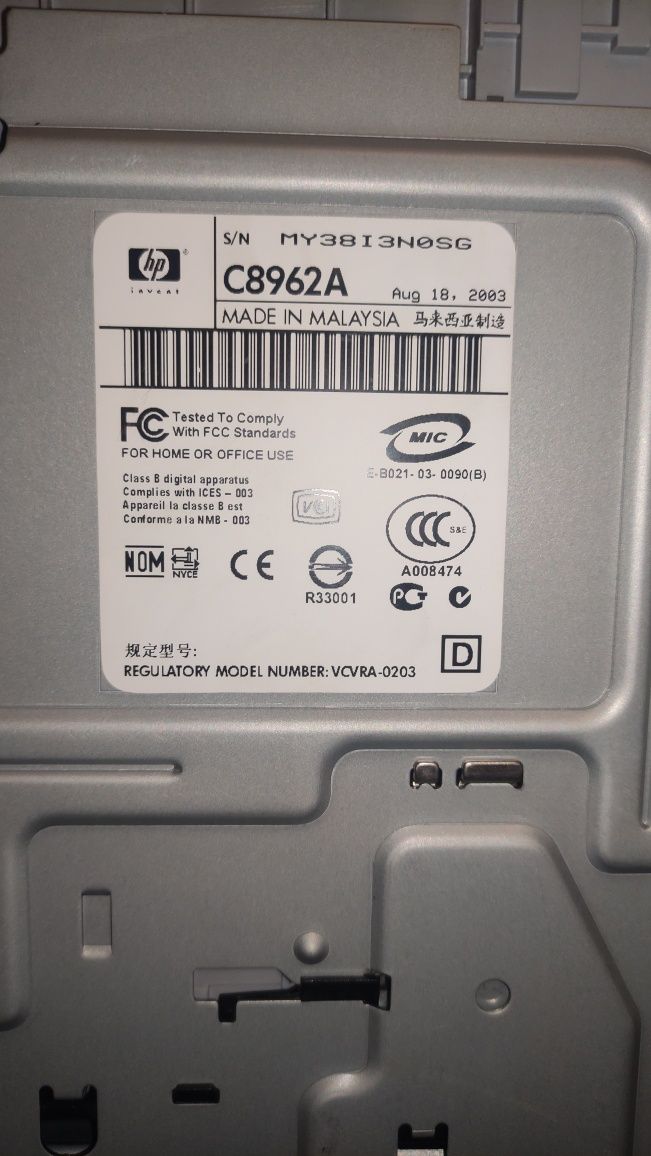 S/N MY38I3N0SG
hp
®
invent
C8962A
Aug 18, 2003
MADE IN MALAYSIA 马来西亚制造
FC Tested To Comply
With FCC Standards
FOR HOME OR OFFICE USE
MIC
E-B021-03-0090(B)
Class B digital apparatus
Complies with ICES – 003
Appareil la classe B est
Conforme a la NMB - 003
CCC S&E
A008474
NOM NYCE CE
R33001
规定型号:
REGULATORY MODEL NUMBER: VCVRA-0203
D